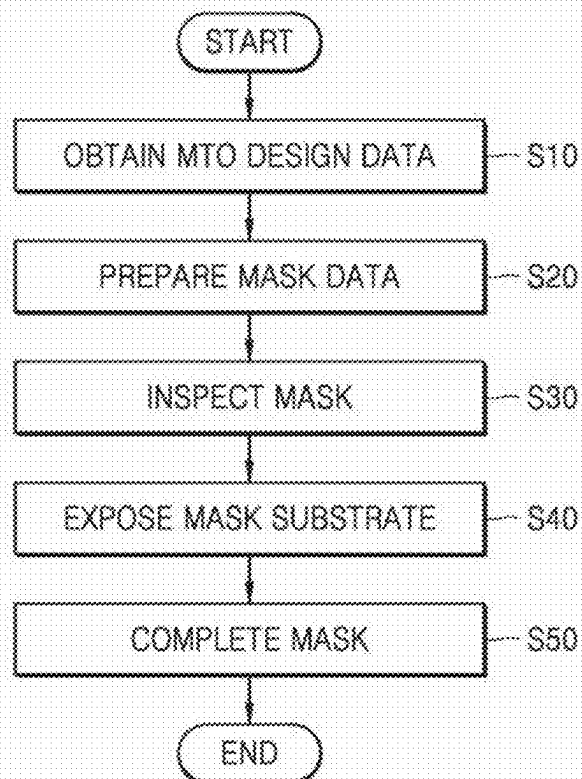 START
OBTAIN MTO DESIGN DATA S10
PREPARE MASK DATA S20
INSPECT MASK S30
EXPOSE MASK SUBSTRATE S40
COMPLETE MASK S50
END